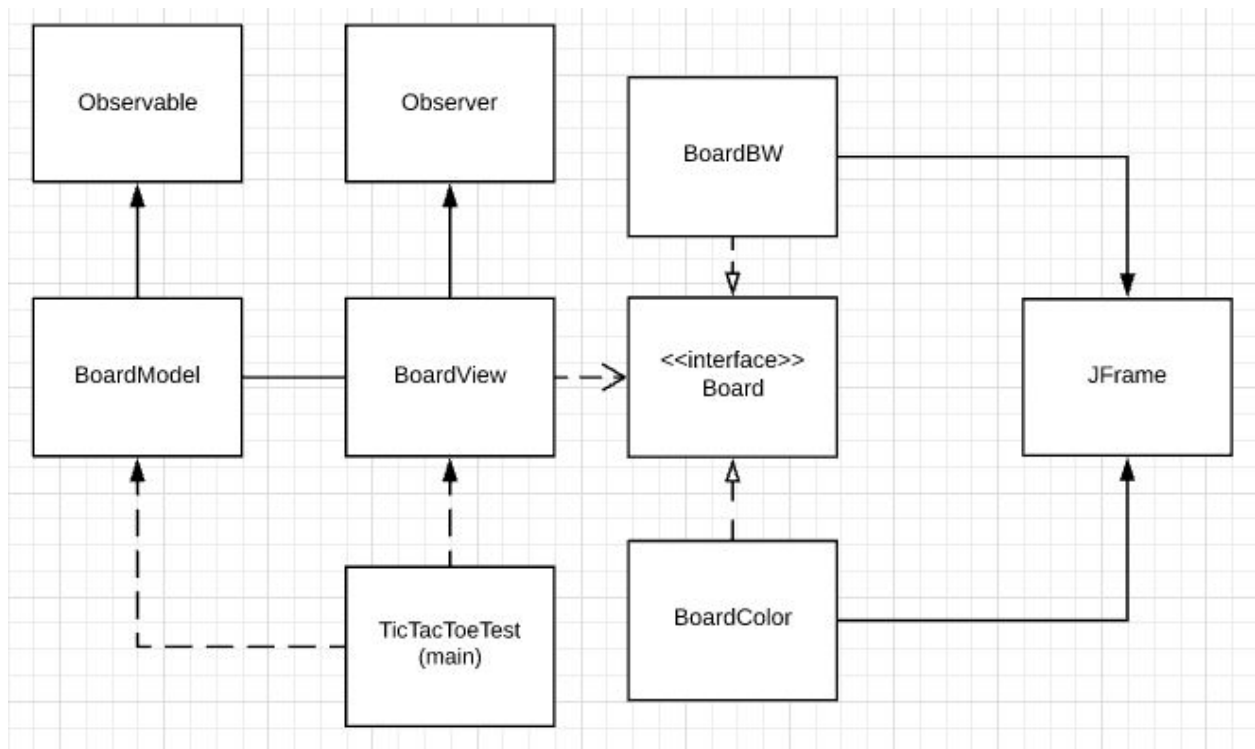 Observable
Observer
BoardBW
BoardModel
BoardView
<<interface>>
Board
JFrame
TicTacToeTest
(main)
BoardColor